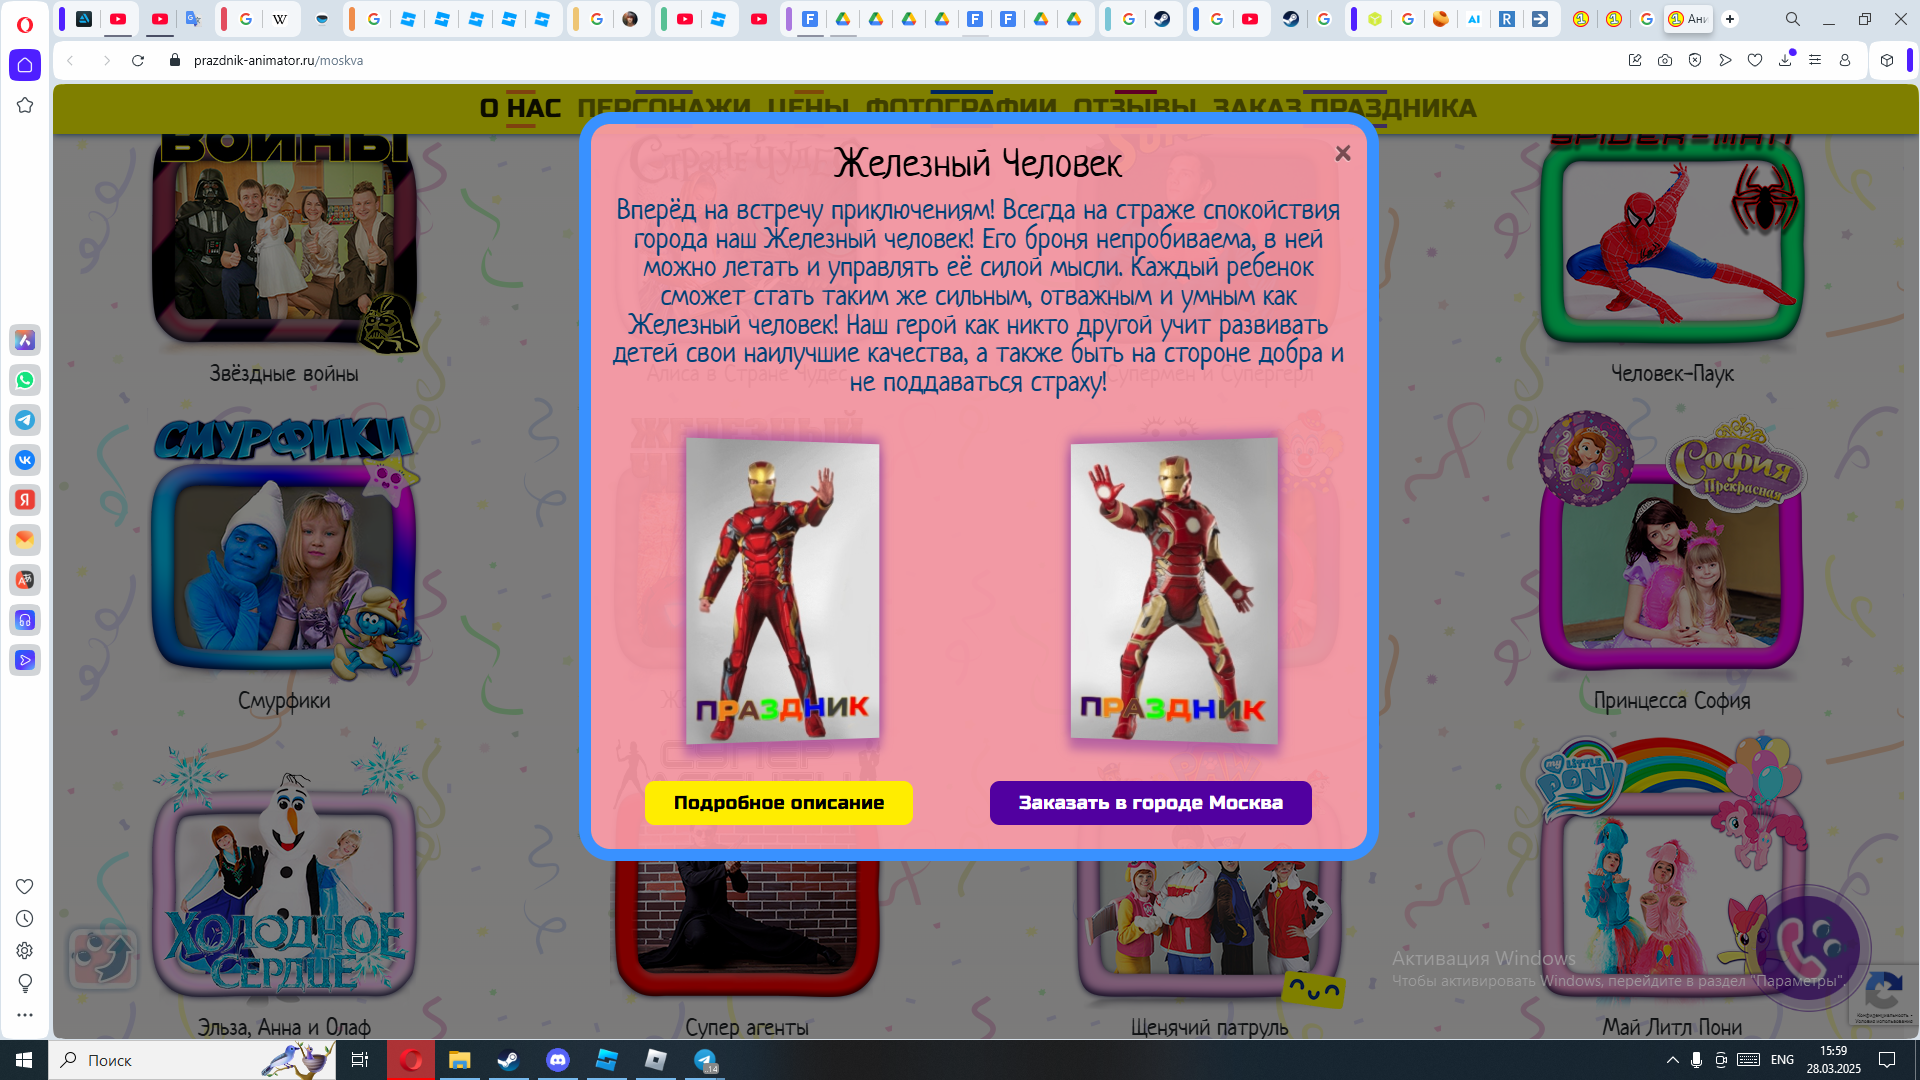 Ани
prazdnik-animator.ru/moskva
О НАС ПЕРСОНАЖИ ЦЕНЫ ФОТОГРАФИИ ОТЗЫВЫ ЗАКАЗ ПРАЗДНИКА
ВОЙНЫ
SPIDER-MAN
Железный Человек
Вперёд на встречу приключениям! Всегда на страже спокойствия
города наш Железный человек! Его броня непробиваема, в ней
можно летать и управлять её силой мысли. Каждый ребенок
сможет стать таким же сильным, отважным и умным как
Железный человек! Наш герой как никто другой учит развивать
детей свои наилучшие качества, а также быть на стороне добра и
не поддаваться страху!
Звёздные войны
Алиса в Стране Чудес
Супермен и Супергёрл
Человек-Паук
СМУРФИКИ
София
Прекрасная
ПРАЗДНИК
ПРАЗДНИК
Смурфики
Принцесса София
my LITTLE
PONY
Подробное описание
Заказать в городе Москва
ХОЛОДНОЕ
СЕРДЦЕ
Активация Windows
Чтобы активировать Windows, перейдите в раздел "Параметры".
Эльза, Анна и Олаф
Супер агенты
Щенячий патруль
Май Литл Пони
Поиск
14
ENG
15:59
28.03.2025